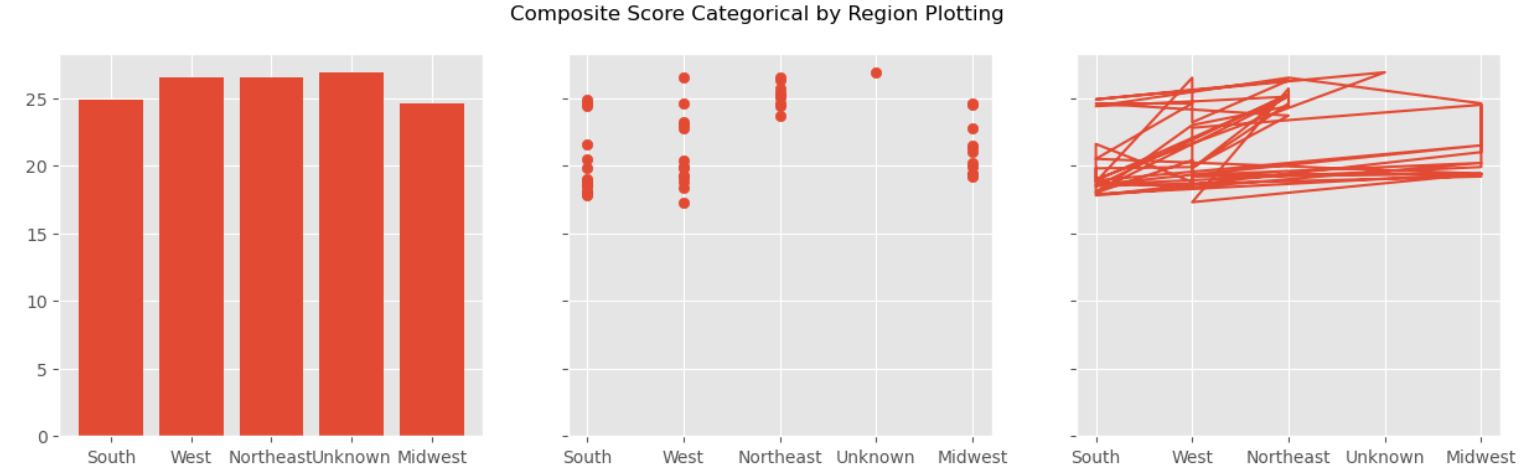 Composite Score Categorical by Region Plotting
25
20
15
10
5
0
South West Northeast Unknown Midwest
South West Northeast Unknown Midwest
South West Northeast Unknown Midwest